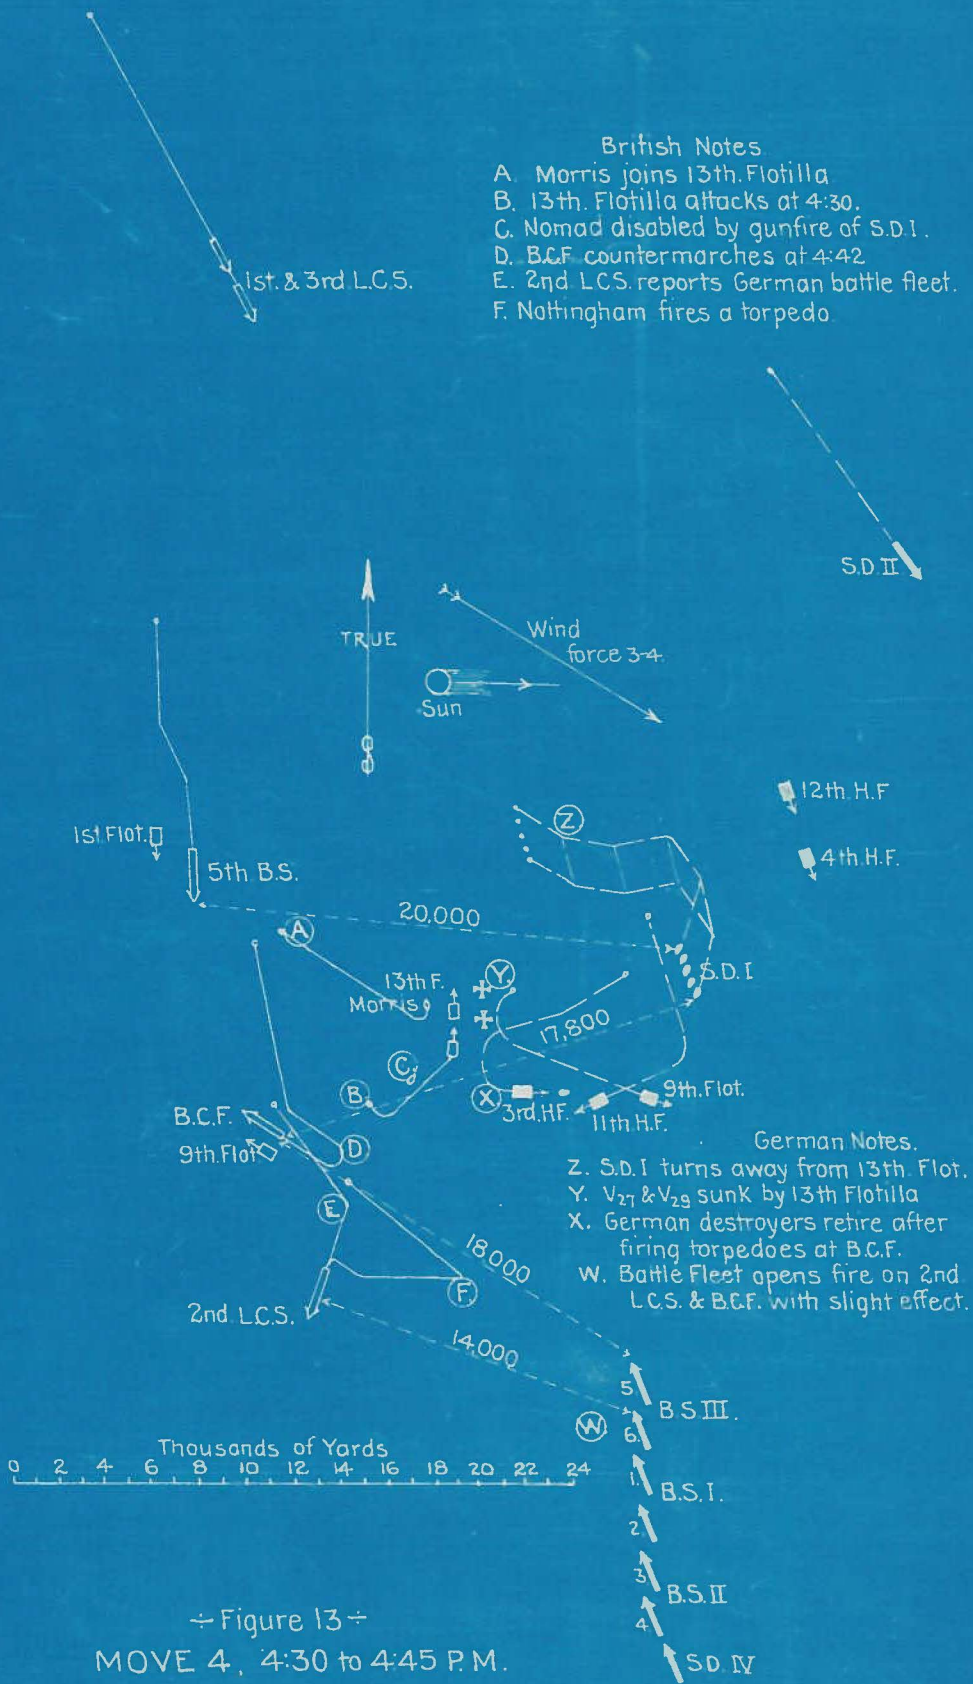 British Notes
A. Morris joins 13th. Flotilla
B. 13th. Flotilla attacks at 4:30.
C. Nomad disabled by gunfire of S.D.I.
D. B.C.F countermarches at 4:42
E. 2nd L.C.S. reports German battle fleet.
F. Nottingham fires a torpedo.
1st. & 3rd. L.C.S.
S.D. II
TRUE
Wind
force 3-4
Sun
12th. H.F
4th. H.F.
1st Flot.
5th B.S.
Z
20,000
A
S.D. I
13th F.
Morris
Y
17,800
C
B
X
3rd. H.F.
11th. H.F.
9th. Flot.
B.C.F.
9th. Flot
D
E
F
18,000
2nd L.C.S.
14,000
German Notes.
Z. S.D. I turns away from 13th. Flot.
Y. V27 & V29 sunk by 13th Flotilla
X. German destroyers retire after
firing torpedoes at B.C.F.
W. Battle Fleet opens fire on 2nd
L.C.S. & B.C.F. with slight effect.
5
B.S III.
W
6.
Thousands of Yards
0 2 4 6 8 10 12 14 16 18 20 22 24
1.
B.S. I.
2
3
B.S. II
4
S.D. IV
÷ Figure 13 ÷
MOVE 4, 4:30 to 4:45 P.M.